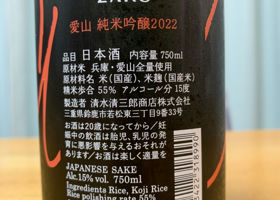 ZAKU
愛山 純米吟醸2022
品目 日本酒 内容量 750ml
原料米 兵庫・愛山全量使用
原材料名 米(国産)、米麹(国産米)
精米歩合 55% アルコール分 15度
製造者 清水清三郎商店株式会社
三重県鈴鹿市若松東三丁目9番33号
お酒は20歳になってから／妊
娠中の飲酒は胎児、乳児の発
育に悪影響を与えるおそれが
あります／お酒は楽しく適量を
JAPANESE SAKE
Alc.15% vol. 750ml
Ingredients Rice, Koji Rice
Rice polishing rate 55%